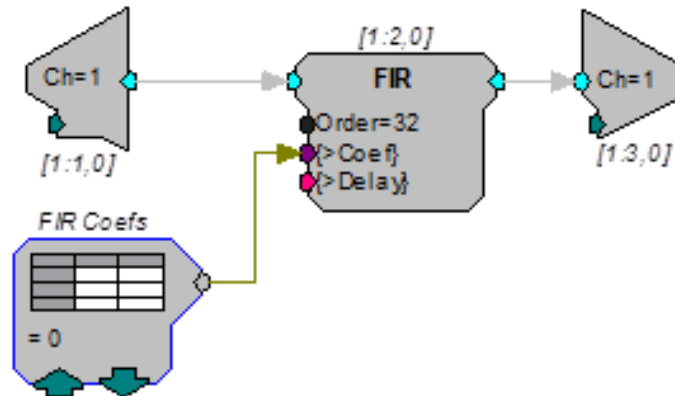 [1:2,0]
Ch=1
FIR
Ch=1
Order=32
{>Coef}
{>Delay}
[1:1,0]
[1:3,0]
FIR Coefs
= 0